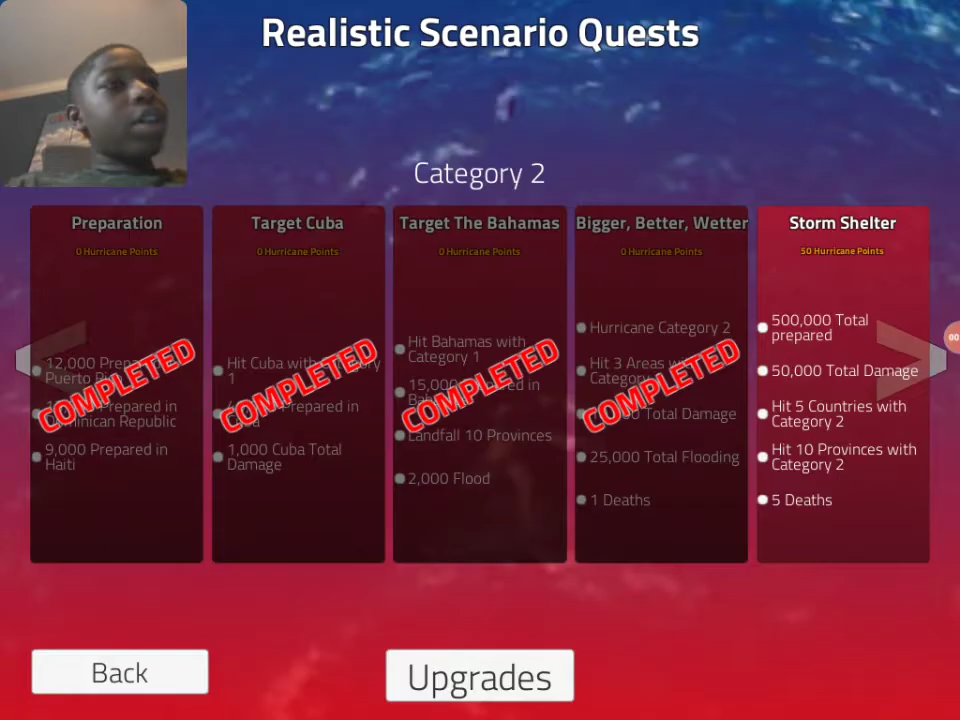 Realistic Scenario Quests
Category 2
Preparation
0 Hurricane Points
12,000
Puerto
Prepared in
Dominican Republic
9,000 Prepared in
Haiti
COMPLETED
Target Cuba
0 Hurricane Points
Hit Cuba with Category
1
Prepared in
1,000 Cuba Total
Damage
COMPLETED
Target The Bahamas
0 Hurricane Points
Hit Bahamas with
Category 1
15,000 in
Landfall 10 Provinces
2,000 Flood
COMPLETED
Bigger, Better, Wetter
0 Hurricane Points
Hurricane Category 2
Hit 3 Areas
Category
Total Damage
25,000 Total Flooding
1 Deaths
COMPLETED
Storm Shelter
50 Hurricane Points
500,000 Total
prepared
50,000 Total Damage
Hit 5 Countries with
Category 2
Hit 10 Provinces with
Category 2
5 Deaths
00
Back
Upgrades